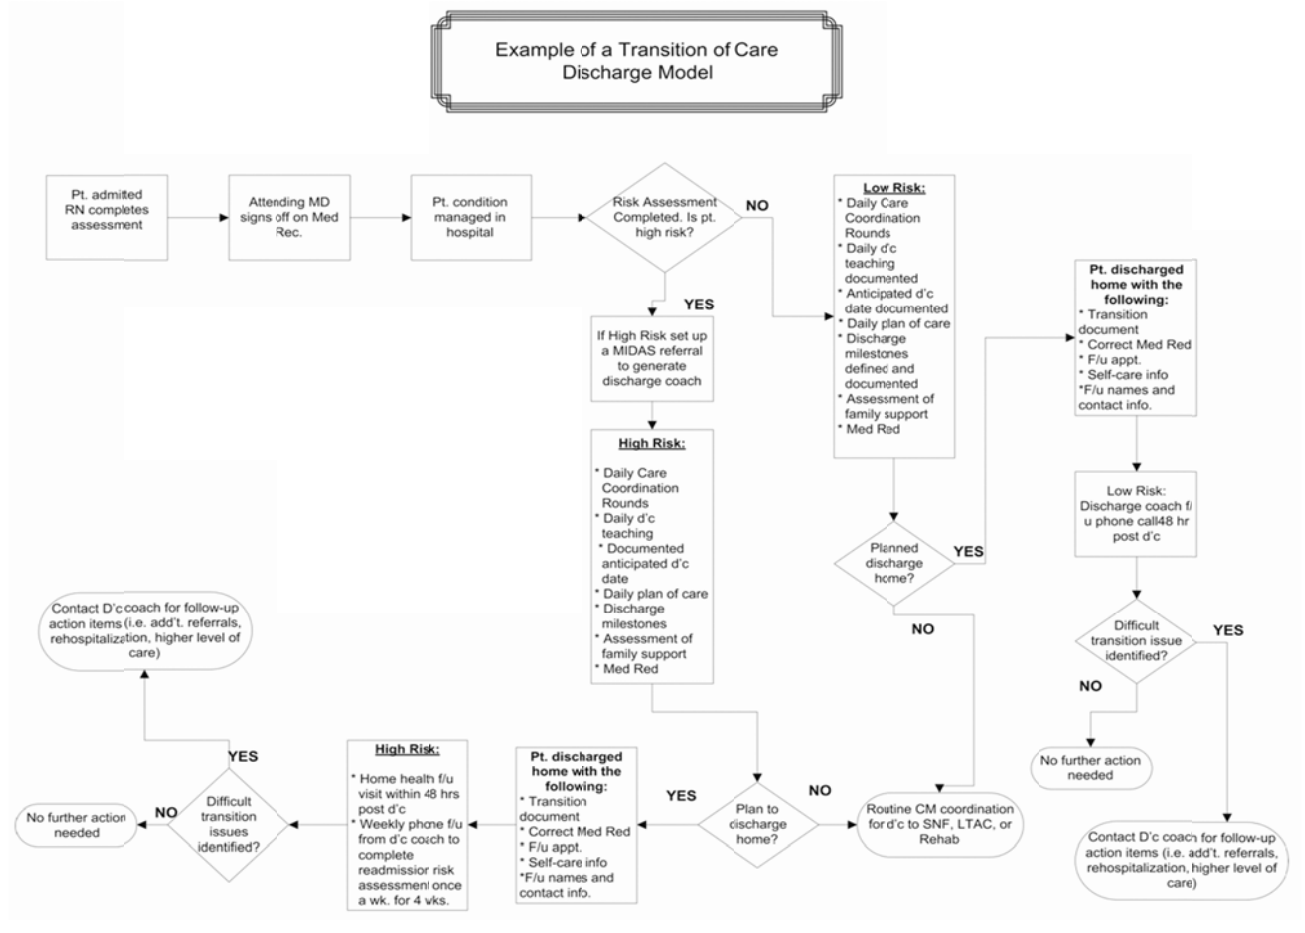 Example of a Transition of Care
Discharge Model
Pt. admitted
RN completes
assessment
Attending MD
signs off on Med
Rec.
Pt. condition
managed in
hospital
Risk Assessment
Completed. Is pt.
high risk?
NO
YES
If High Risk set up
a MIDAS referral
to generate
discharge coach
High Risk:
* Daily Care
Coordination
Rounds
* Daily d'c
teaching
* Documented
anticipated d'c
date
* Daily plan of care
* Discharge
milestones
* Assessment of
family support
* Med Red
Low Risk:
* Daily Care
Coordination
Rounds
* Daily d'c
teaching
documented
* Anticipated d'c
date documented
* Daily plan of care
* Discharge
milestones
defined and
documented
* Assessment of
family support
* Med Red
Planned
discharge
home?
YES
NO
Pt. discharged
home with the
following:
* Transition
document
* Correct Med Red
* F/u appt.
* Self-care info
*F/u names and
contact info.
Low Risk:
Discharge coach f/
u phone call48 hr
post d'c
Difficult
transition issue
identified?
YES
NO
No further action
needed
Contact D'c coach for follow-up
action items (i.e. add't. referrals,
rehospitalization, higher level of
care)
Plan to
discharge
home?
NO
YES
Routine CM coordination
for d'c to SNF, LTAC, or
Rehab
Pt. discharged
home with the
following:
* Transition
document
* Correct Med Red
* F/u appt.
* Self-care info
*F/u names and
contact info.
High Risk:
* Home health f/u
visit within 48 hrs
post d'c
* Weekly phone f/u
from d'c coach to
complete
readmission risk
assessment once
a wk. for 4 wks.
Difficult
transition
issues
identified?
YES
NO
No further action
needed
Contact D'c coach for follow-up
action items (i.e. add't. referrals,
rehospitalization, higher level of
care)